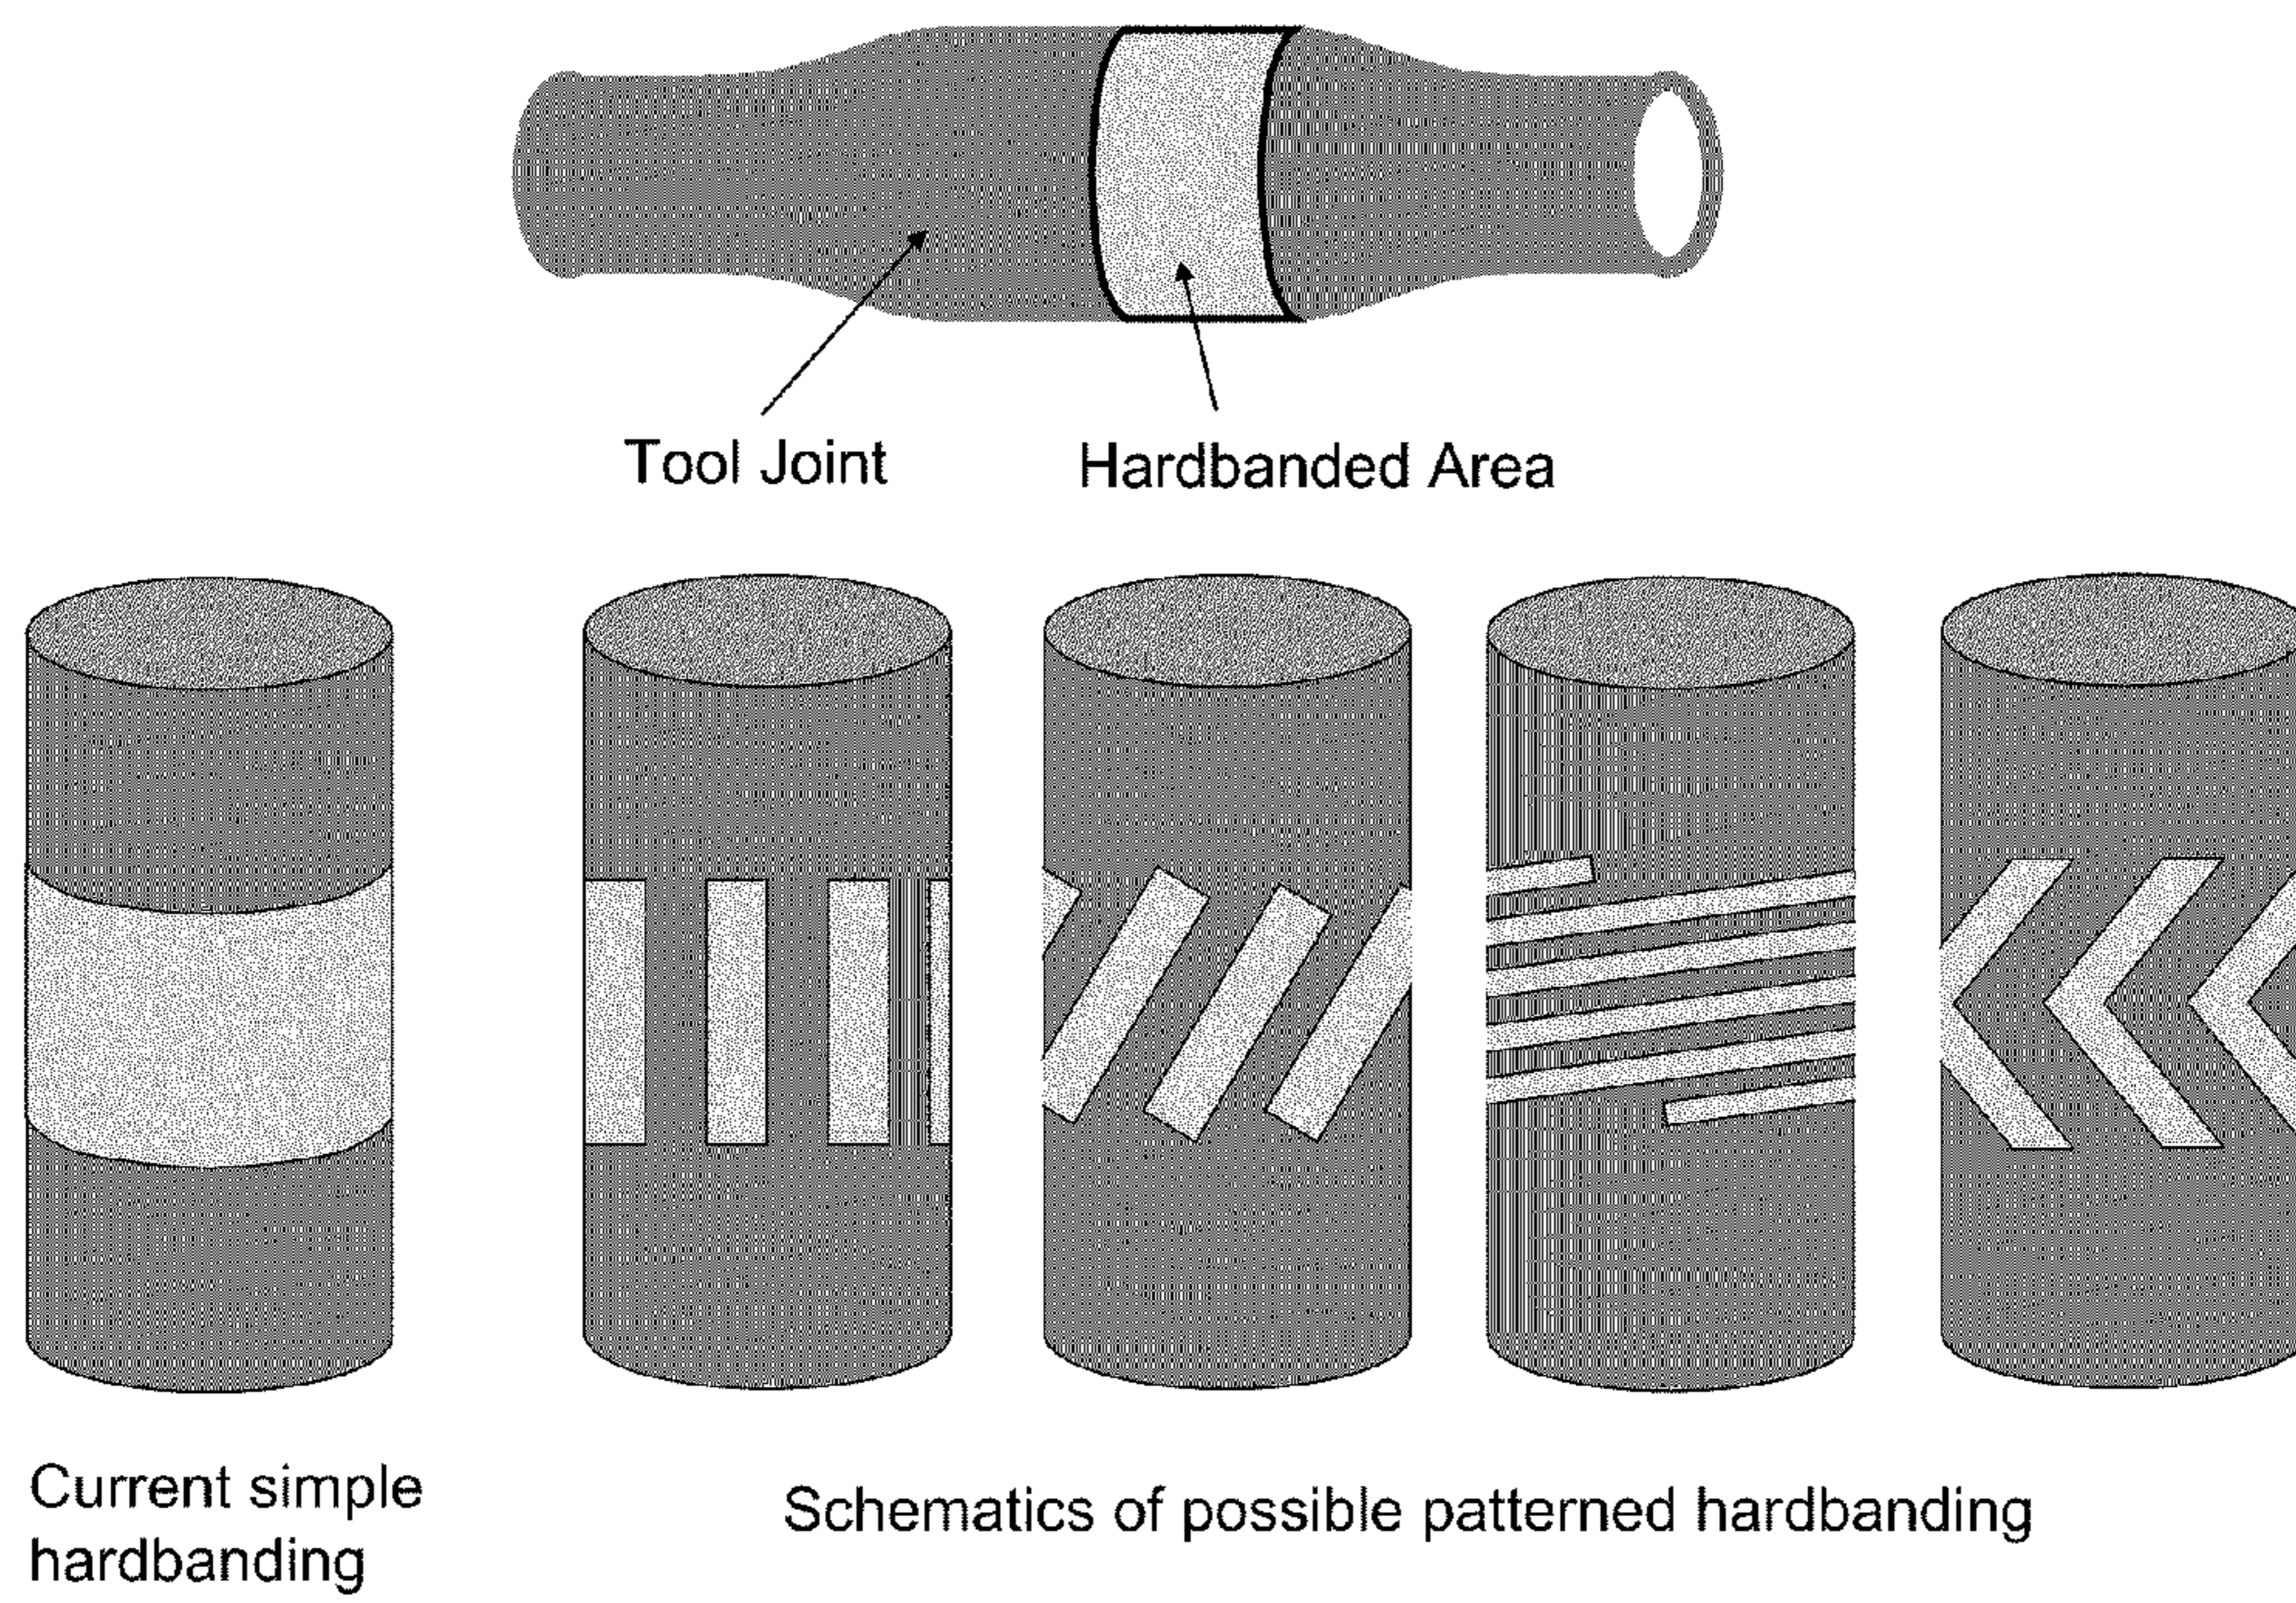 Tool Joint
Hardbanded Area
Current simple
hardbanding
Schematics of possible patterned hardbanding